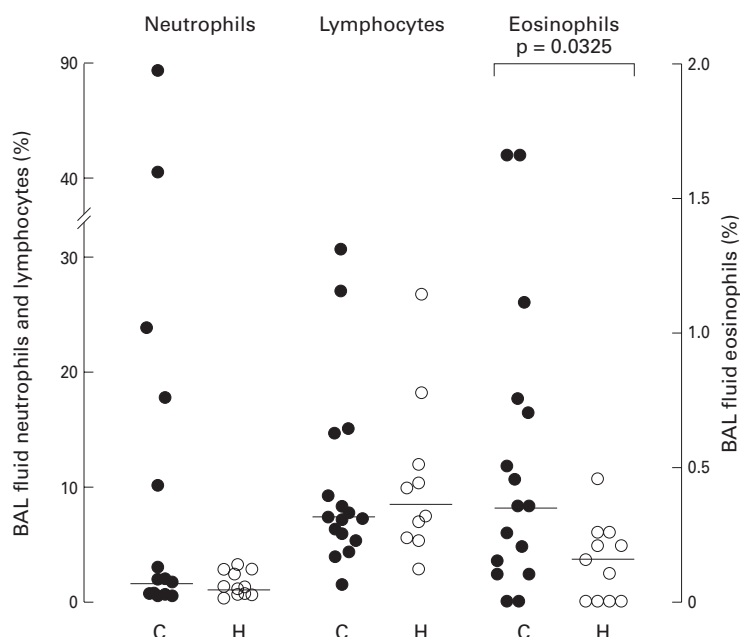 Neutrophils Lymphocytes Eosinophils
p = 0.0325
BAL fluid neutrophils and lymphocytes (%)
90
40
30
20
10
0
2.0
1.5
1.0
0.5
0
BAL fluid eosinophils (%)
C H C H C H